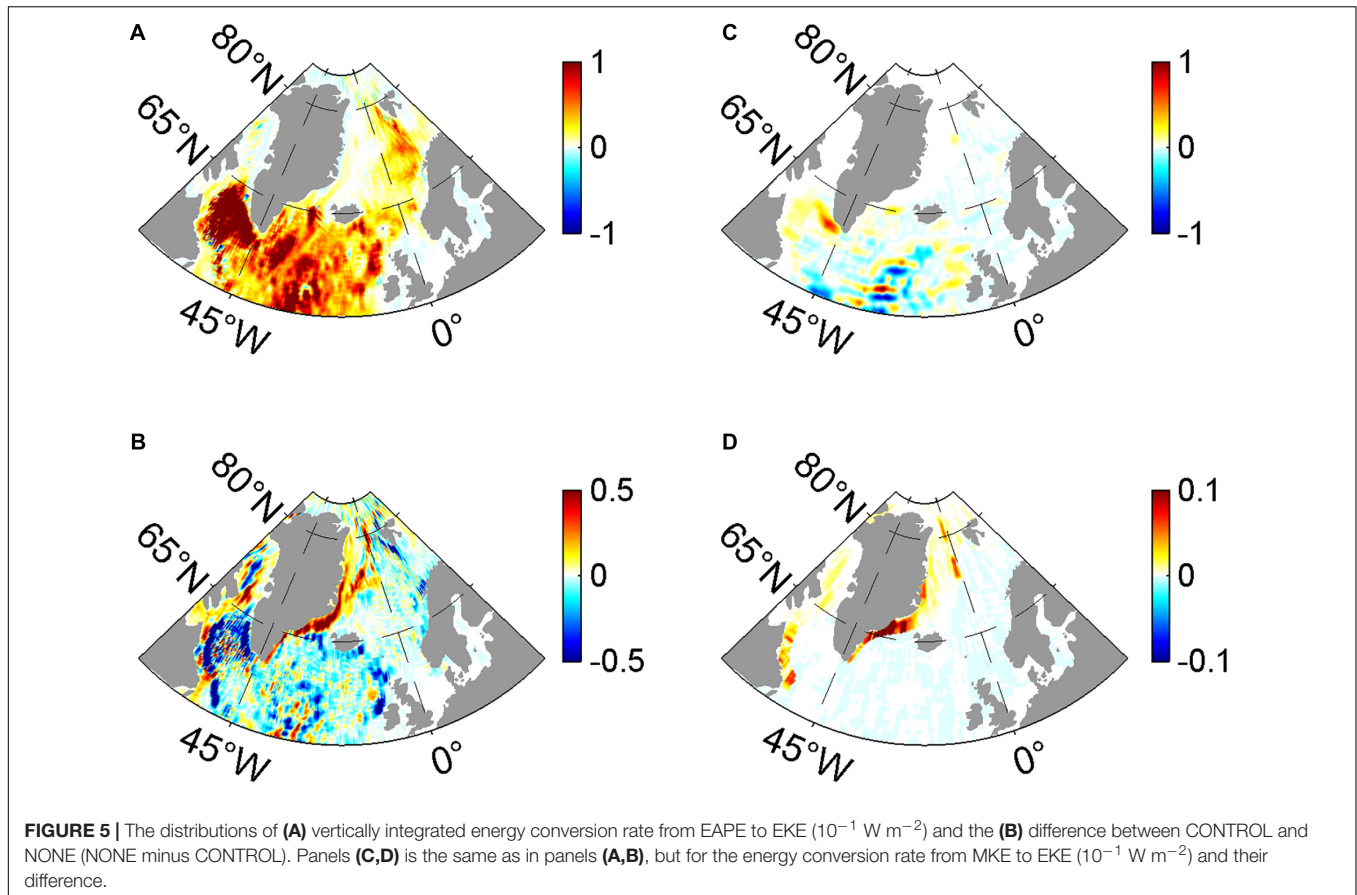 A
80°N
65°N
45°W
0°
1
0
-1
C
80°N
65°N
45°W
0°
1
0
-1
B
80°N
65°N
45°W
0°
0.5
0
-0.5
D
80°N
65°N
45°W
0°
0.1
0
-0.1
FIGURE 5 | The distributions of (A) vertically integrated energy conversion rate from EAPE to EKE (10⁻¹ W m⁻²) and the (B) difference between CONTROL and
NONE (NONE minus CONTROL). Panels (C,D) is the same as in panels (A,B), but for the energy conversion rate from MKE to EKE (10⁻¹ W m⁻²) and their
difference.